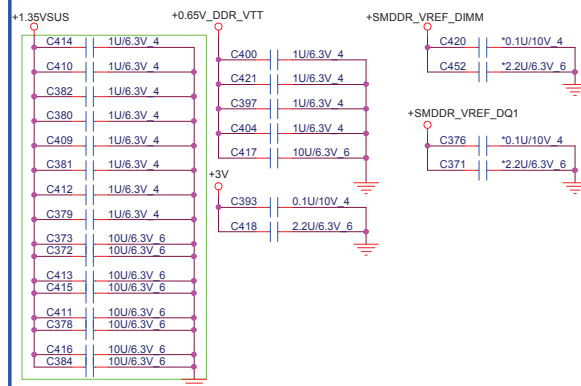 +1.35VSUS
C414 1U/6.3V_4
C410 1U/6.3V_4
C382 1U/6.3V_4
C380 1U/6.3V_4
C409 1U/6.3V_4
C381 1U/6.3V_4
C412 1U/6.3V_4
C379 1U/6.3V_4
C373 10U/6.3V_6
C372 10U/6.3V_6
C413 10U/6.3V_6
C415 10U/6.3V_6
C411 10U/6.3V_6
C378 10U/6.3V_6
C416 10U/6.3V_6
C384 10U/6.3V_6
+0.65V_DDR_VTT
C400 1U/6.3V_4
C421 1U/6.3V_4
C397 1U/6.3V_4
C404 1U/6.3V_4
C417 10U/6.3V_6
+3V
C393 0.1U/10V_4
C418 2.2U/6.3V_6
+SMDDR_VREF_DIMM
C420 *0.1U/10V_4
C452 *2.2U/6.3V_6
+SMDDR_VREF_DQ1
C376 *0.1U/10V_4
C371 *2.2U/6.3V_6